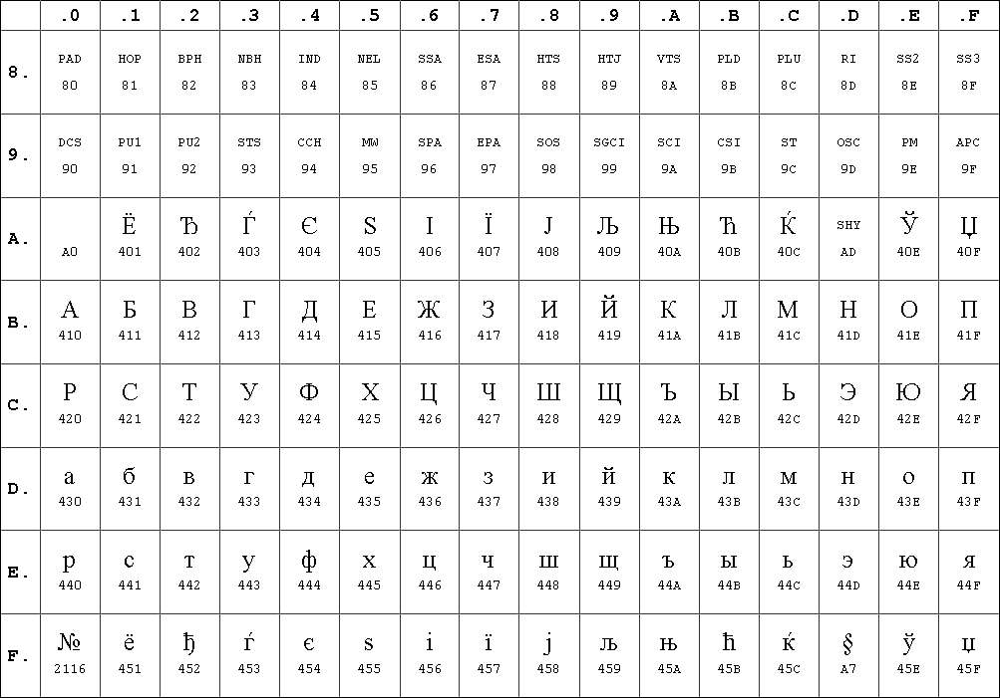 .0 .1 .2 .3 .4 .5 .6 .7 .8 .9 .A .B .C .D .E .F
8. PAD HOP BPH NBH IND NEL SSA ESA HTS HTJ VTS PLD PLU RI SS2 SS3
80 81 82 83 84 85 86 87 88 89 8A 8B 8C 8D 8E 8F
9. DCS PU1 PU2 STS CCH MW SPA EPA SOS SGCI SCI CSI ST OSC PM APC
90 91 92 93 94 95 96 97 98 99 9A 9B 9C 9D 9E 9F
A. Ё Ђ Ѓ Є Ѕ І Ї Ј Љ Њ Ћ Ќ SHY Ў Џ
A0 401 402 403 404 405 406 407 408 409 40A 40B 40C AD 40E 40F
B. А Б В Г Д Е Ж З И Й К Л М Н О П
410 411 412 413 414 415 416 417 418 419 41A 41B 41C 41D 41E 41F
C. Р С Т У Ф Х Ц Ч Ш Щ Ъ Ы Ь Э Ю Я
420 421 422 423 424 425 426 427 428 429 42A 42B 42C 42D 42E 42F
D. а б в г д е ж з и й к л м н о п
430 431 432 433 434 435 436 437 438 439 43A 43B 43C 43D 43E 43F
E. р с т у ф х ц ч ш щ ъ ы ь э ю я
440 441 442 443 444 445 446 447 448 449 44A 44B 44C 44D 44E 44F
F. № ё ђ ѓ є ѕ і ї ј љ њ ћ ќ § ў џ
2116 451 452 453 454 455 456 457 458 459 45A 45B 45C A7 45E 45F